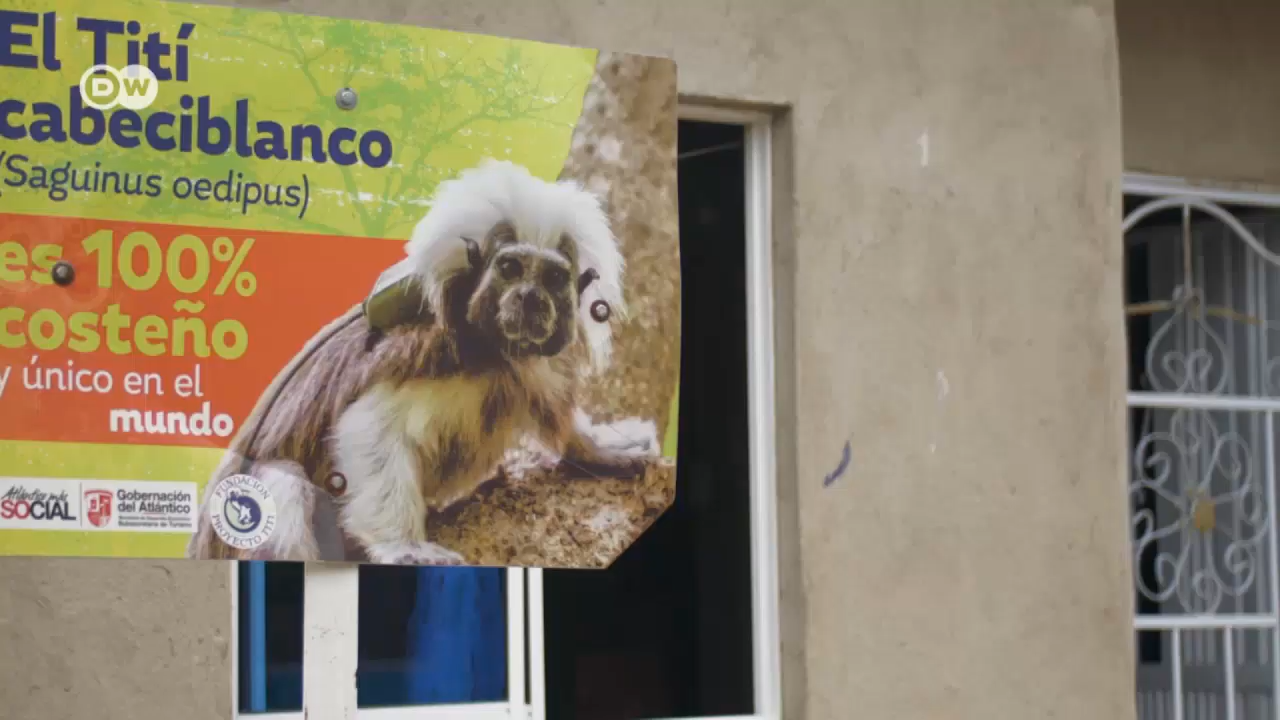 El Tití
DW
cabeciblanco
(Saguinus oedipus)
es 100%
costeño
y único en el
mundo
Atlántico más
SOCIAL
Gobernación
del Atlántico
FUNDACIÓN
PROYECTO TITÍ